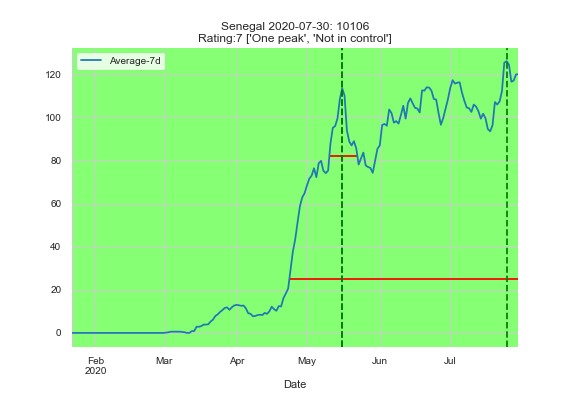 Senegal 2020-07-30: 10106
Rating:7 ['One peak', 'Not in control']
Average-7d
120
100
80
60
40
20
0
Feb
2020
Mar
Apr
May
Jun
Jul
Date